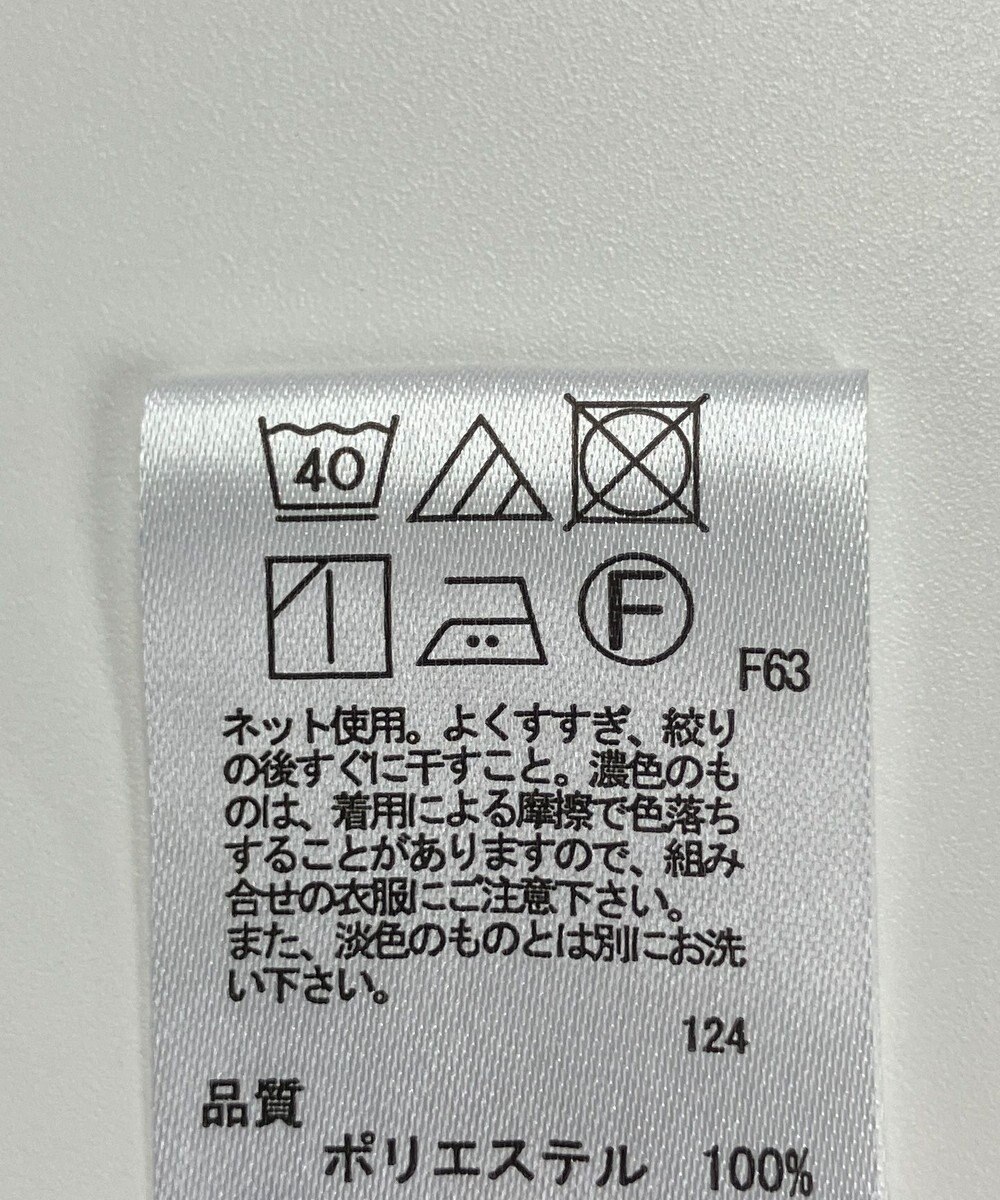 40
F
F63
ネット使用。よくすすぎ、絞り
の後すぐに干すこと。濃色のも
のは、着用による摩擦で色落ち
することがありますので、組み
合せの衣服にご注意下さい。
また、淡色のものとは別にお洗
い下さい。
124
品質
ポリエステル 100%